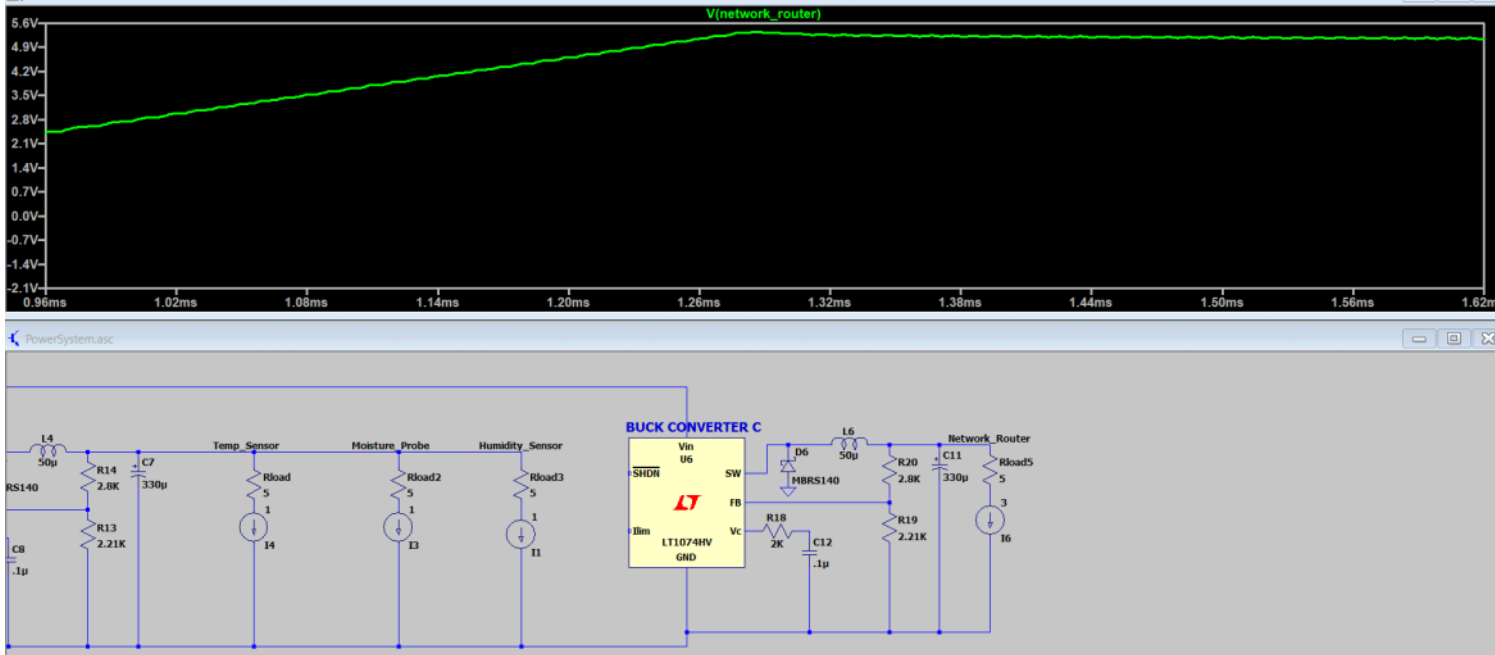 V(network_router)
5.6V
4.9V
4.2V
3.5V
2.8V
2.1V
1.4V
0.7V
0.0V
-0.7V
-1.4V
-2.1V
0.96ms 1.02ms 1.08ms 1.14ms 1.20ms 1.26ms 1.32ms 1.38ms 1.44ms 1.50ms 1.56ms 1.62m
PowerSystem.asc
L4
50µ
R14
2.8K
C7
330µ
RS140
R13
2.21K
C8
.1µ
Temp_Sensor
Rload
5
1
I4
Moisture_Probe
Rload2
5
1
I3
Humidity_Sensor
Rload3
5
1
I1
BUCK CONVERTER C
Vin
U6
SHDN
SW
FB
Ilim
Vc
LT1074HV
GND
D6
MBRS140
L6
50µ
R18
2K
C12
.1µ
R20
2.8K
R19
2.21K
C11
330µ
Network_Router
Rload5
5
3
I6